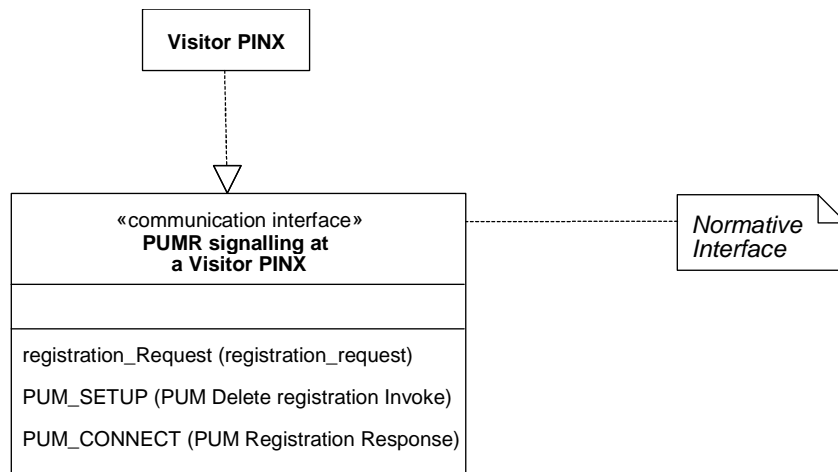 Visitor PINX
«communication interface»
PUMR signalling at
a Visitor PINX
Normative
Interface
registration_Request (registration_request)
PUM_SETUP (PUM Delete registration Invoke)
PUM_CONNECT (PUM Registration Response)